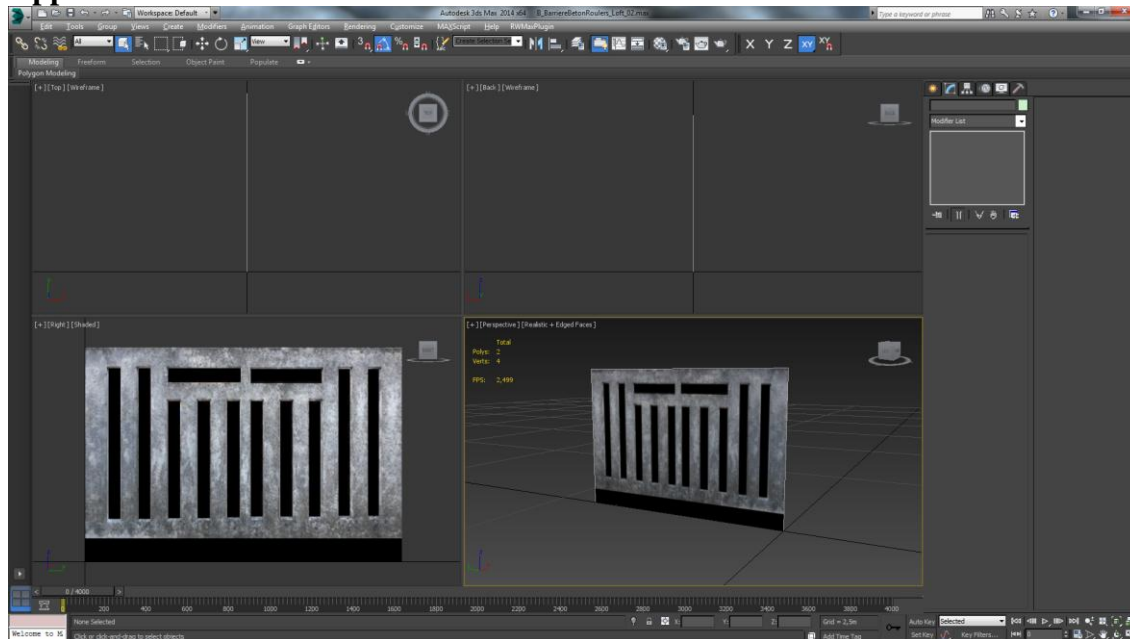 Workspace: Default
Autodesk 3ds Max 2014 x64
B_BarriereBetonRoulers_Loft_02.max
Type a keyword or phrase
Edit Tools Group Views Create Modifiers Animation Graph Editors Rendering Customize MAXScript Help RWMaxPlugin
All
View
3
Create Selection Se
X Y Z XY
Modeling Freeform Selection Object Paint Populate
Polygon Modeling
[+] [Top] [Wireframe]
[+] [Back] [Wireframe]
Modifier List
[+] [Right] [Shaded]
[+] [Perspective] [Realistic + Edged Faces]
Total
Polys: 2
Verts: 4
FPS: 2,499
0 / 4000
200 400 600 800 1000 1200 1400 1600 1800 2000 2200 2400 2600 2800 3000 3200 3400 3600 3800 4000
None Selected
X: Y: Z:
Grid = 2,5m
Auto Key
Selected
Welcome to M
Click or click-and-drag to select objects
Add Time Tag
Set Key
Key Filters...